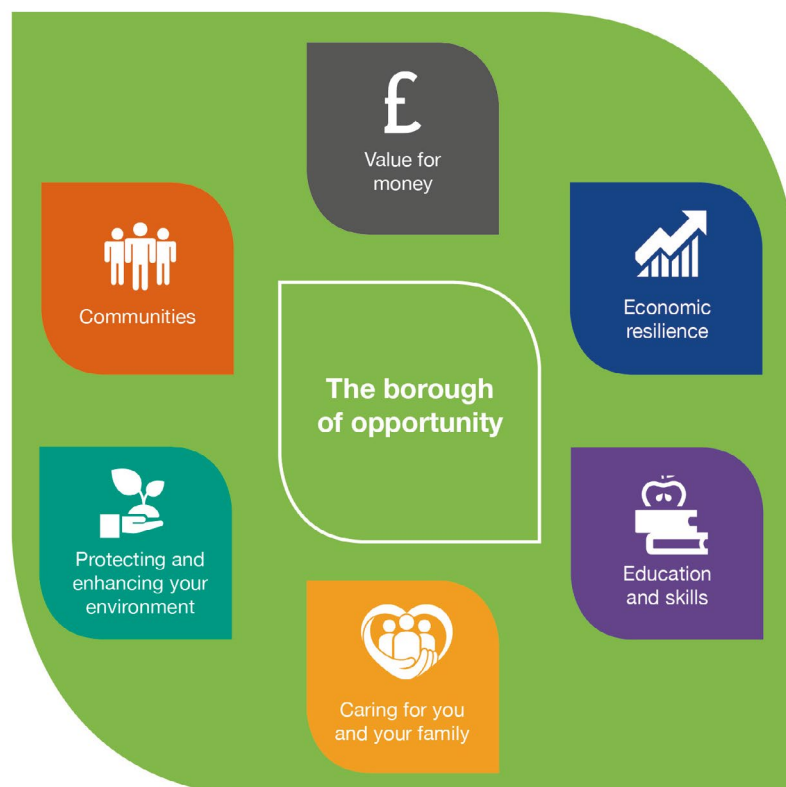 £
Value for
money
Communities
Economic
resilience
The borough
of opportunity
Protecting and
enhancing your
environment
Education
and skills
Caring for you
and your family